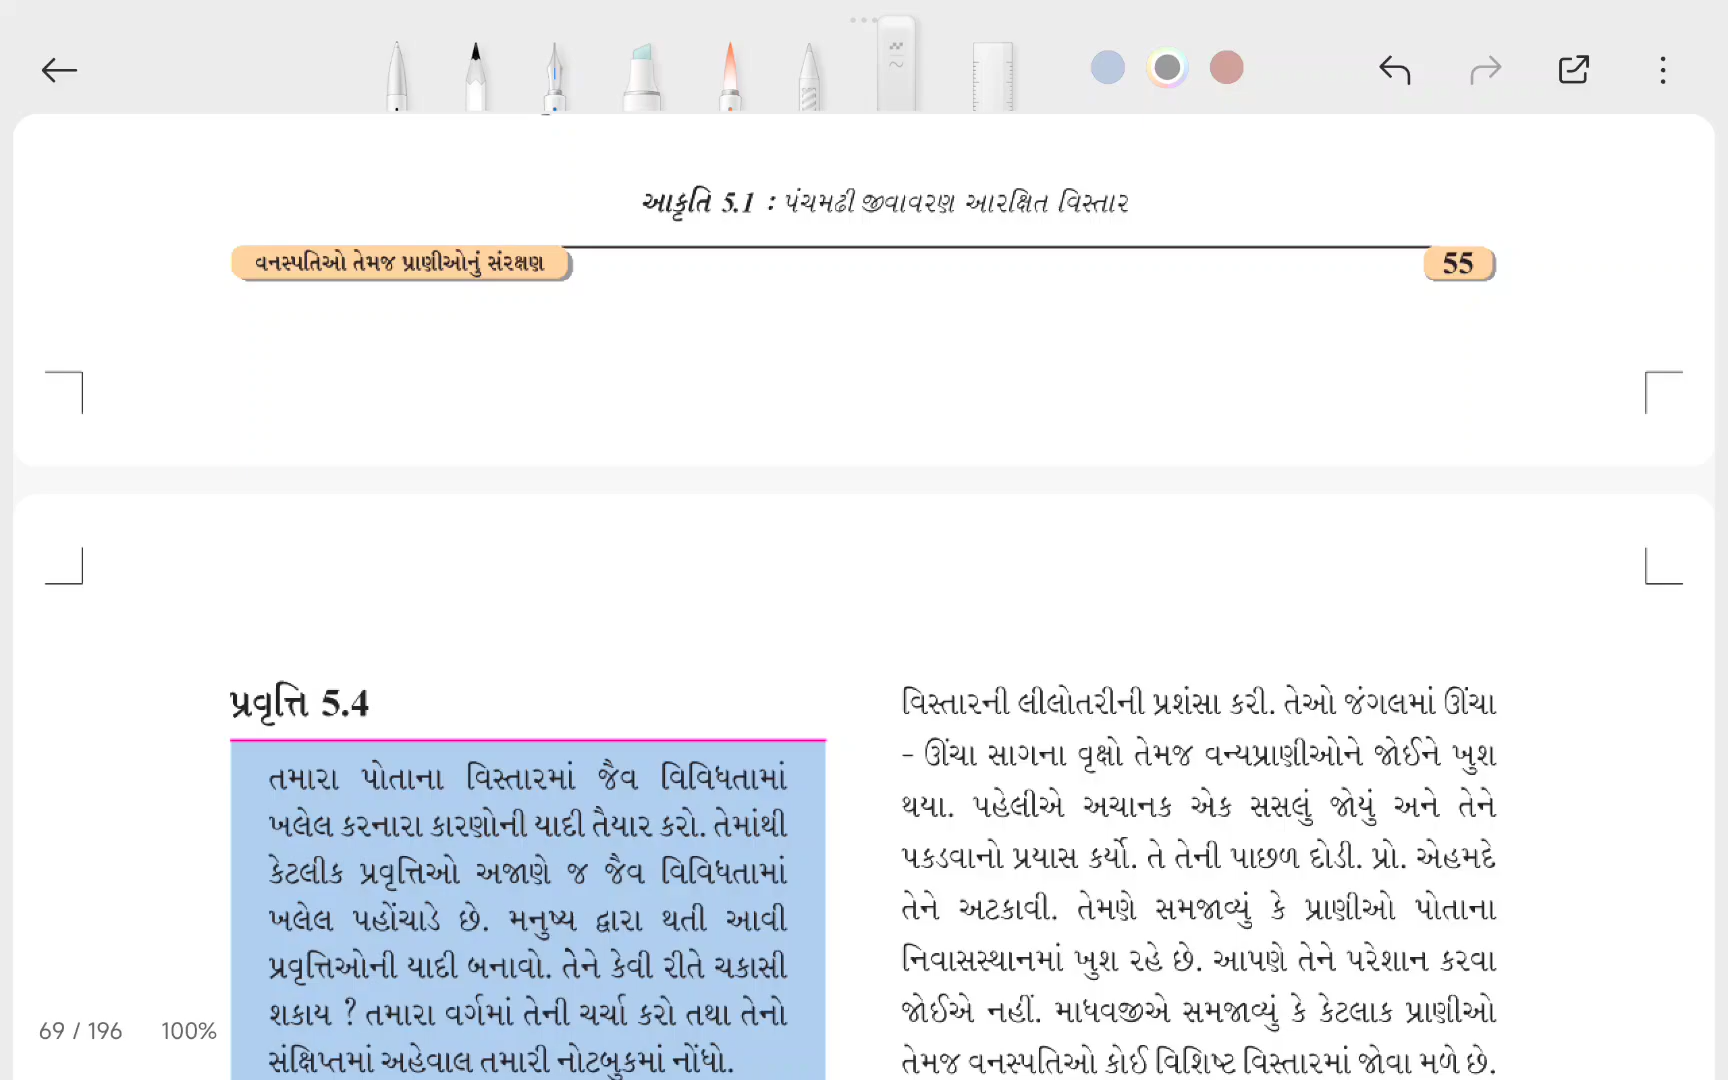 આકૃતિ 5.1 : પંચમઢી જીવાવરણ આરક્ષિત વિસ્તાર
વનસ્પતિઓ તેમજ પ્રાણીઓનું સંરક્ષણ
55
પ્રવૃત્તિ 5.4
તમારા પોતાના વિસ્તારમાં જૈવ વિવિધતામાં
ખલેલ કરનારા કારણોની યાદી તૈયાર કરો. તેમાંથી
કેટલીક પ્રવૃત્તિઓ અજાણે જ જૈવ વિવિધતામાં
ખલેલ પહોંચાડે છે. મનુષ્ય દ્વારા થતી આવી
પ્રવૃત્તિઓની યાદી બનાવો. તેને કેવી રીતે ચકાસી
શકાય ? તમારા વર્ગમાં તેની ચર્ચા કરો તથા તેનો
સંક્ષિપ્તમાં અહેવાલ તમારી નોટબુકમાં નોંધો.
વિસ્તારની લીલોતરીની પ્રશંસા કરી. તેઓ જંગલમાં ઊંચા
- ઊંચા સાગના વૃક્ષો તેમજ વન્યપ્રાણીઓને જોઈને ખુશ
થયા. પહેલીએ અચાનક એક સસલું જોયું અને તેને
પકડવાનો પ્રયાસ કર્યો. તે તેની પાછળ દોડી. પ્રો. એહમદે
તેને અટકાવી. તેમણે સમજાવ્યું કે પ્રાણીઓ પોતાના
નિવાસસ્થાનમાં ખુશ રહે છે. આપણે તેને પરેશાન કરવા
જોઈએ નહીં. માધવજીએ સમજાવ્યું કે કેટલાક પ્રાણીઓ
તેમજ વનસ્પતિઓ કોઈ વિશિષ્ટ વિસ્તારમાં જોવા મળે છે.
69 / 196 100%